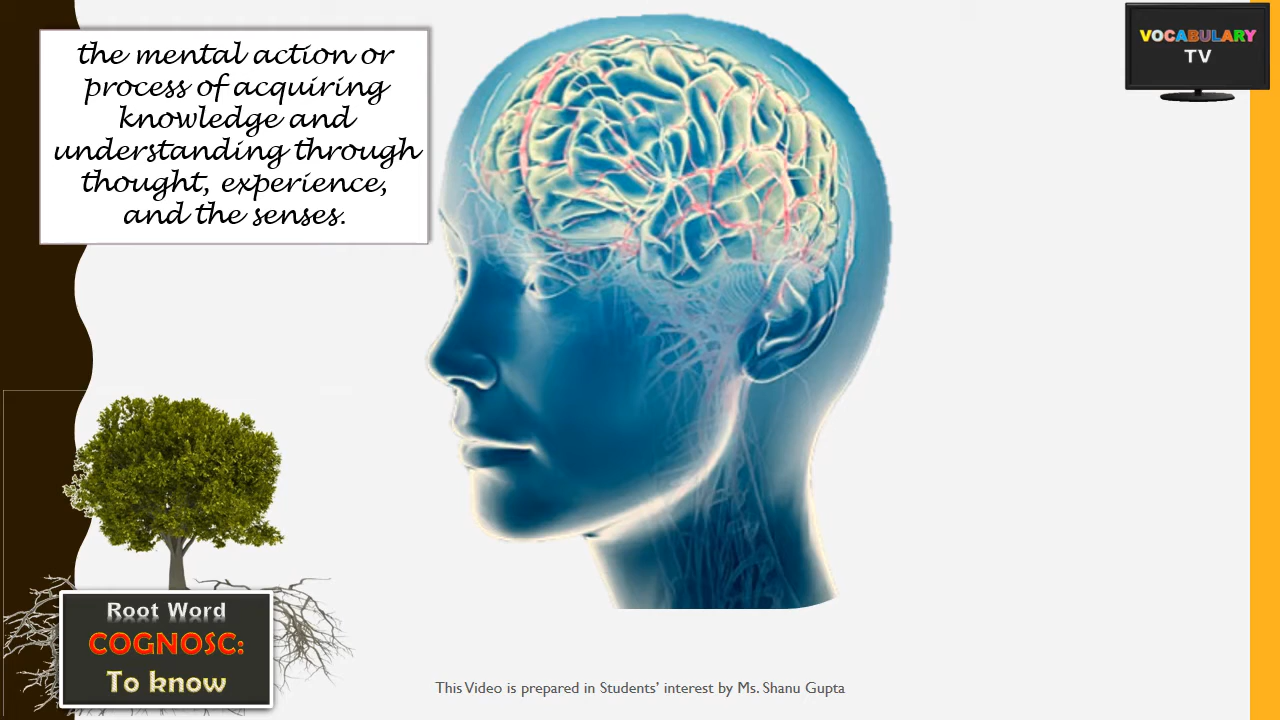 the mental action or
process of acquiring
knowledge and
understanding through
thought, experience,
and the senses.
VOCABULARY
TV
Root Word
COGNOSC:
To know
This Video is prepared in Students' interest by Ms. Shanu Gupta